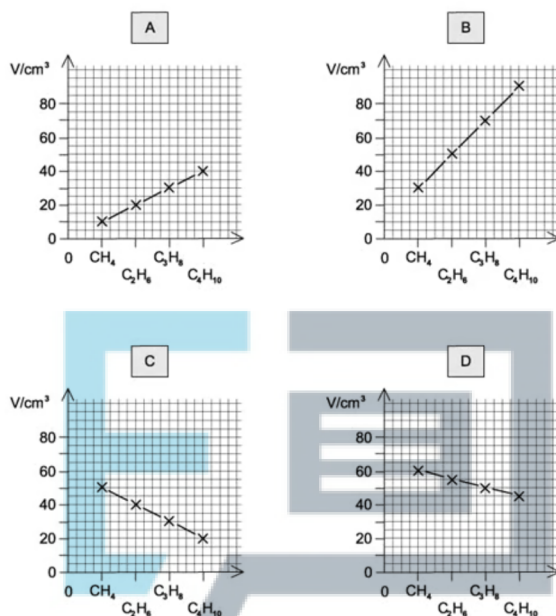 A
B
V/cm³
V/cm³
80
80
60
60
40
40
20
20
0
0
0
CH₄
C₃H₈
0
CH₄
C₃H₈
C₂H₆
C₄H₁₀
C₂H₆
C₄H₁₀
C
D
V/cm³
V/cm³
80
80
60
60
40
40
20
20
0
0
0
CH₄
C₃H₈
0
CH₄
C₃H₈
C₂H₆
C₄H₁₀
C₂H₆
C₄H₁₀